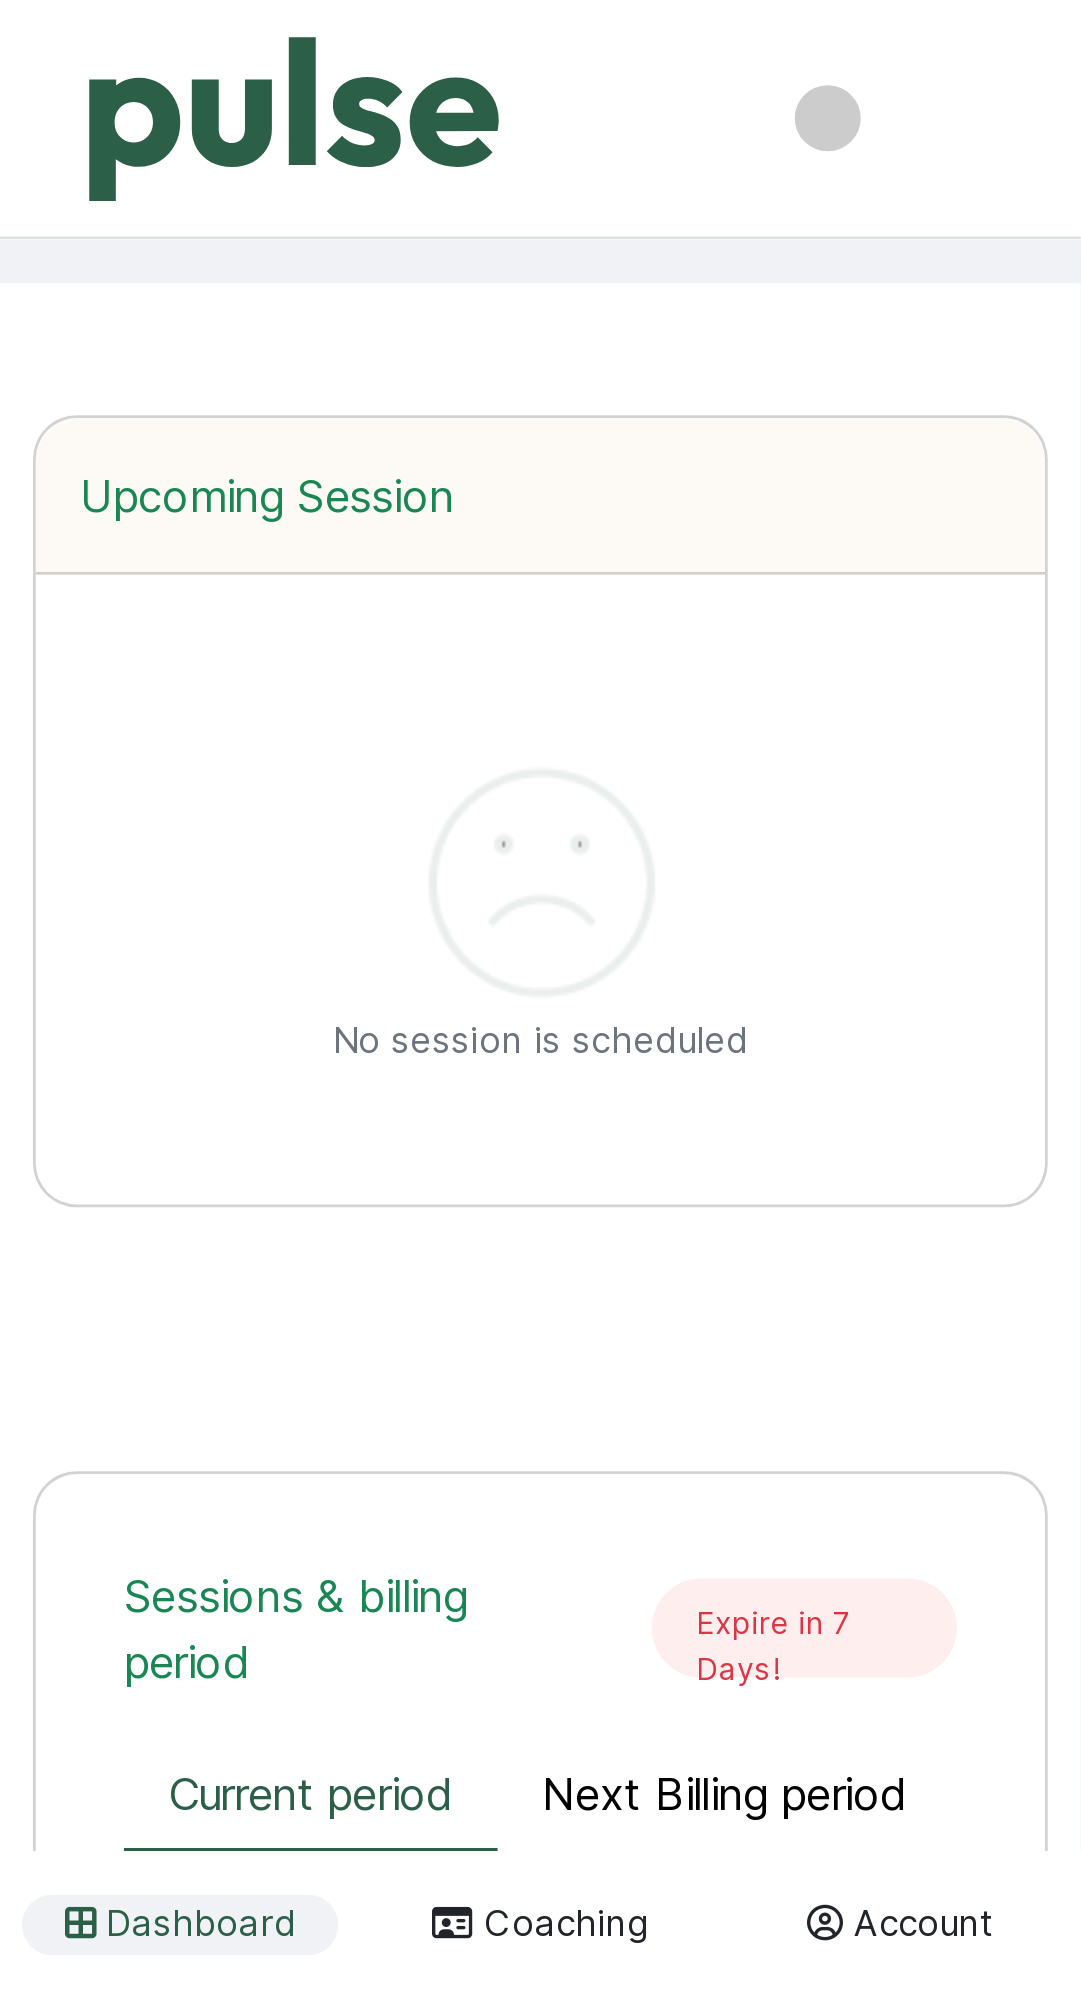 pulse
Upcoming Session
No session is scheduled
Sessions & billing
period
Expire in 7
Days!
Current period
Next Billing period
Dashboard
Coaching
Account